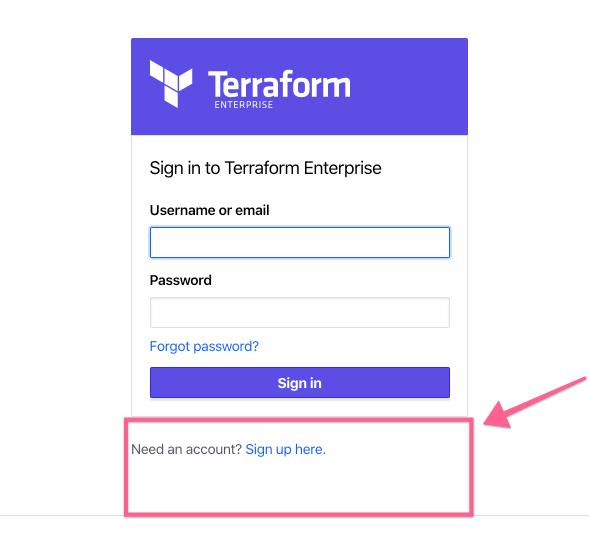 Terraform
ENTERPRISE
Sign in to Terraform Enterprise
Username or email
Password
Forgot password?
Sign in
Need an account? Sign up here.